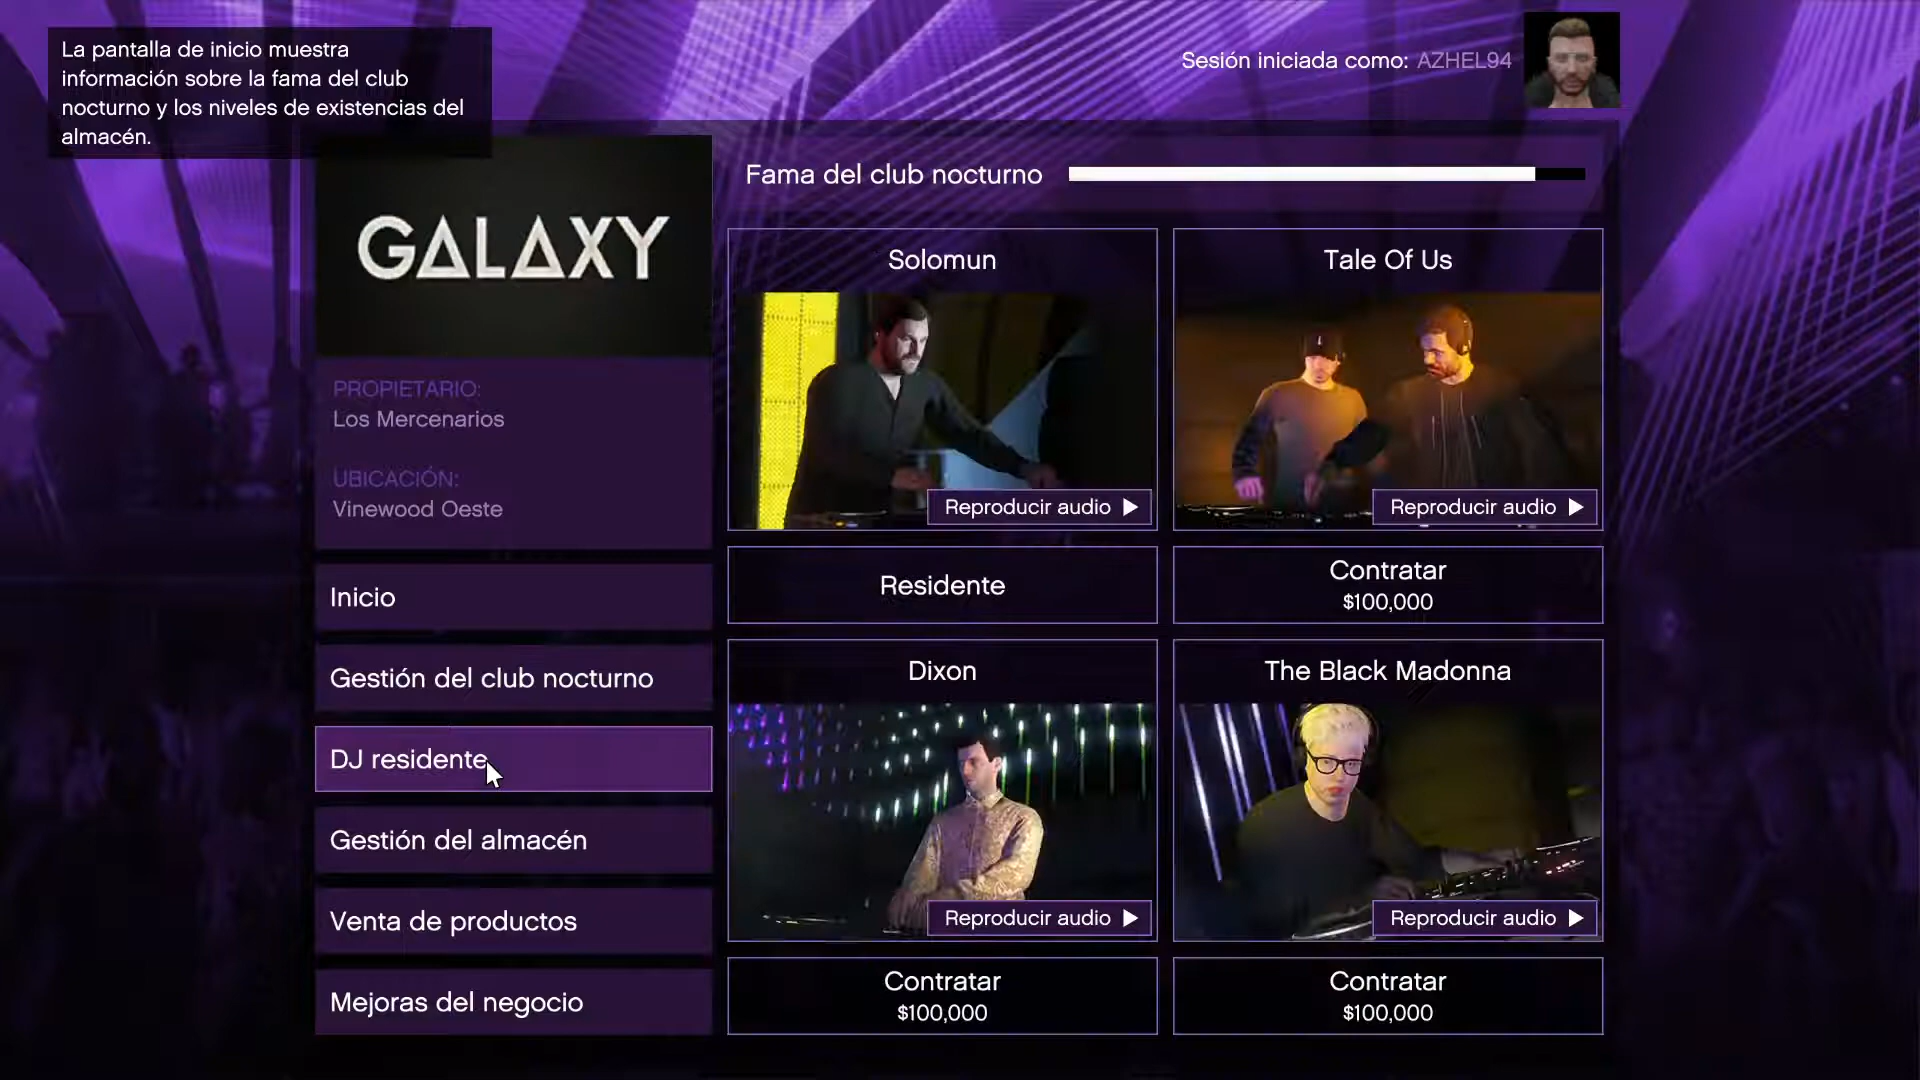 La pantalla de inicio muestra
información sobre la fama del club
nocturno y los niveles de existencias del
almacén.
Sesión iniciada como: AZHEL94
GALAXY
PROPIETARIO:
Los Mercenarios
UBICACIÓN:
Vinewood Oeste
Inicio
Gestión del club nocturno
DJ residente
Gestión del almacén
Venta de productos
Mejoras del negocio
Fama del club nocturno
Solomun
Reproducir audio
Residente
Tale Of Us
Reproducir audio
Contratar
$100,000
Dixon
Reproducir audio
Contratar
$100,000
The Black Madonna
Reproducir audio
Contratar
$100,000